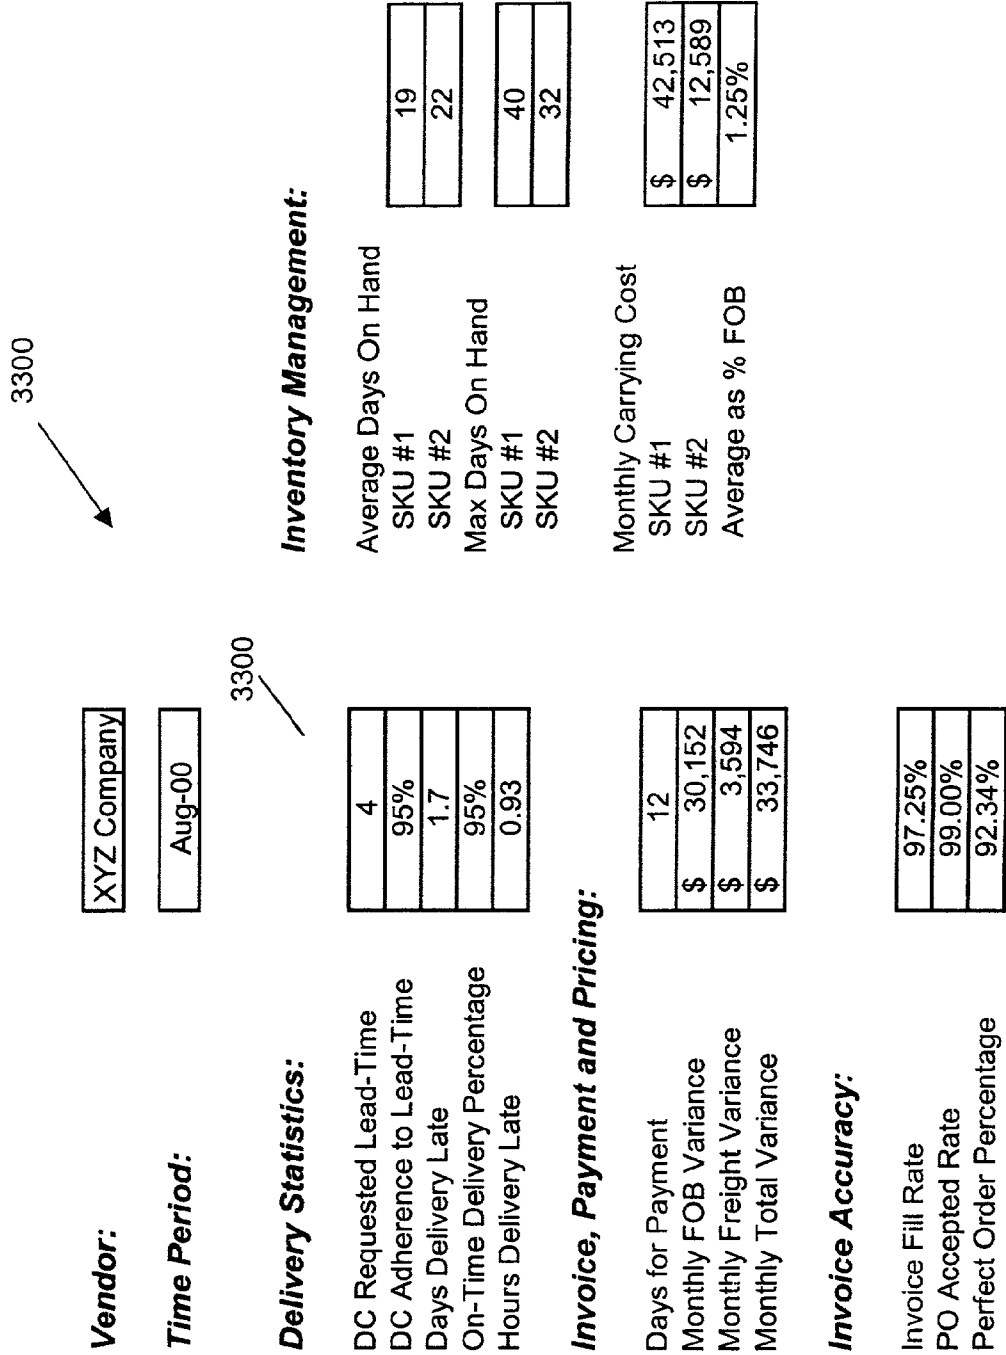 3300
Vendor: XYZ Company
Time Period: Aug-00
3300
Delivery Statistics:
DC Requested Lead-Time 4
DC Adherence to Lead-Time 95%
Days Delivery Late 1.7
On-Time Delivery Percentage 95%
Hours Delivery Late 0.93
Invoice, Payment and Pricing:
Days for Payment 12
Monthly FOB Variance $ 30,152
Monthly Freight Variance $ 3,594
Monthly Total Variance $ 33,746
Invoice Accuracy:
Invoice Fill Rate 97.25%
PO Accepted Rate 99.00%
Perfect Order Percentage 92.34%
Inventory Management:
Average Days On Hand
SKU #1 19
SKU #2 22
Max Days On Hand
SKU #1 40
SKU #2 32
Monthly Carrying Cost
SKU #1 $ 42,513
SKU #2 $ 12,589
Average as % FOB 1.25%